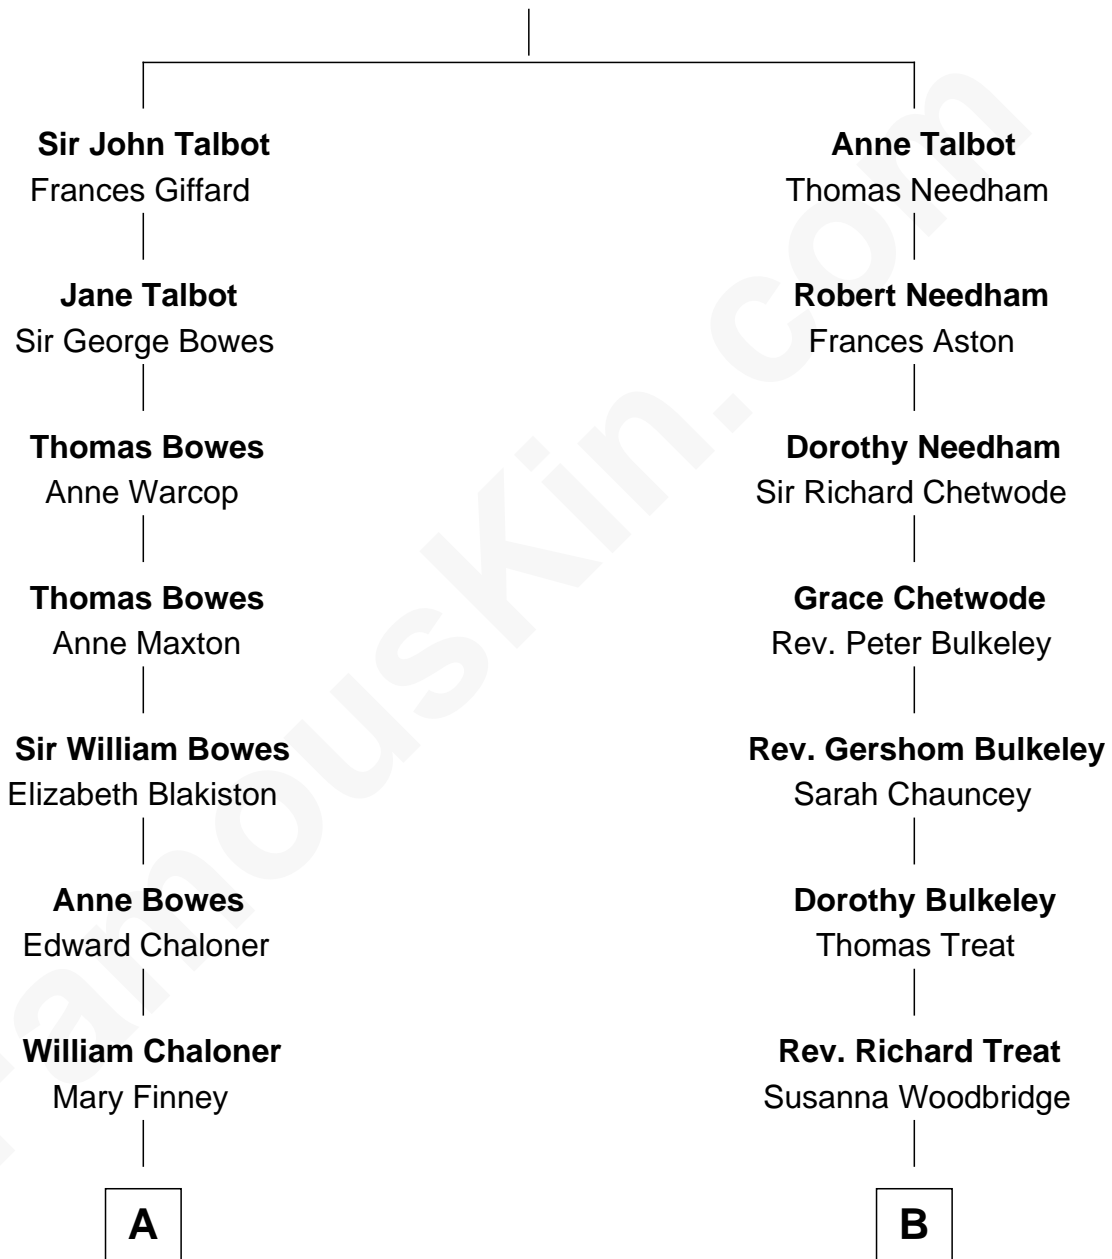 Sir John Talbot
Frances Giffard
Jane Talbot
Sir George Bowes
Thomas Bowes
Anne Warcop
Thomas Bowes
Anne Maxton
Sir William Bowes
Elizabeth Blakiston
Anne Bowes
Edward Chaloner
William Chaloner
Mary Finney
A
Anne Talbot
Thomas Needham
Robert Needham
Frances Aston
Dorothy Needham
Sir Richard Chetwode
Grace Chetwode
Rev. Peter Bulkeley
Rev. Gershom Bulkeley
Sarah Chauncey
Dorothy Bulkeley
Thomas Treat
Rev. Richard Treat
Susanna Woodbridge
B
FamousKin.com